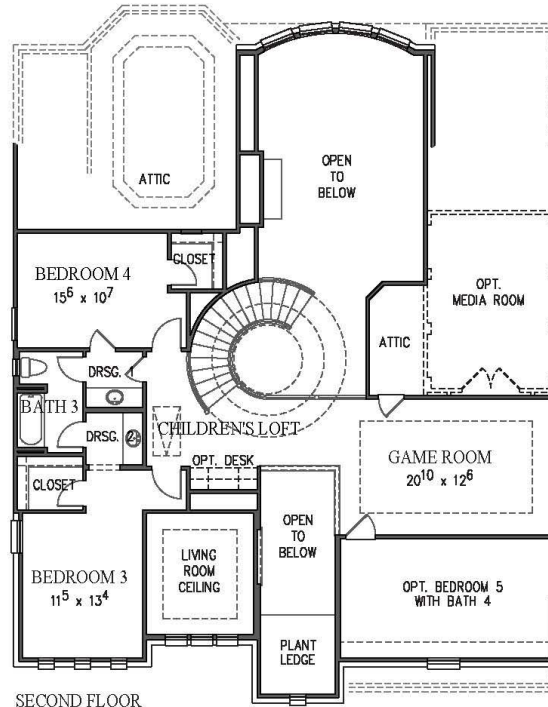 ATTIC
OPEN
TO
BELOW
CLOSET
BEDROOM 4
15⁶ x 10⁷
OPT.
MEDIA ROOM
ATTIC
DRSG. 1
BATH 3
DRSG. 2
CHILDREN'S LOFT
OPT. DESK
GAME ROOM
20¹⁰ x 12⁶
CLOSET
OPEN
TO
BELOW
LIVING
ROOM
CEILING
BEDROOM 3
11⁵ x 13⁴
OPT. BEDROOM 5
WITH BATH 4
PLANT
LEDGE
SECOND FLOOR